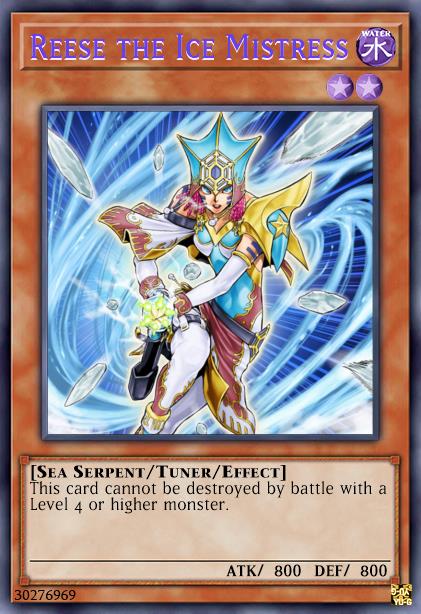 Reese the Ice Mistress
WATER
水
[Sea Serpent/Tuner/Effect]
This card cannot be destroyed by battle with a
Level 4 or higher monster.
ATK/ 800 DEF/ 800
30276969